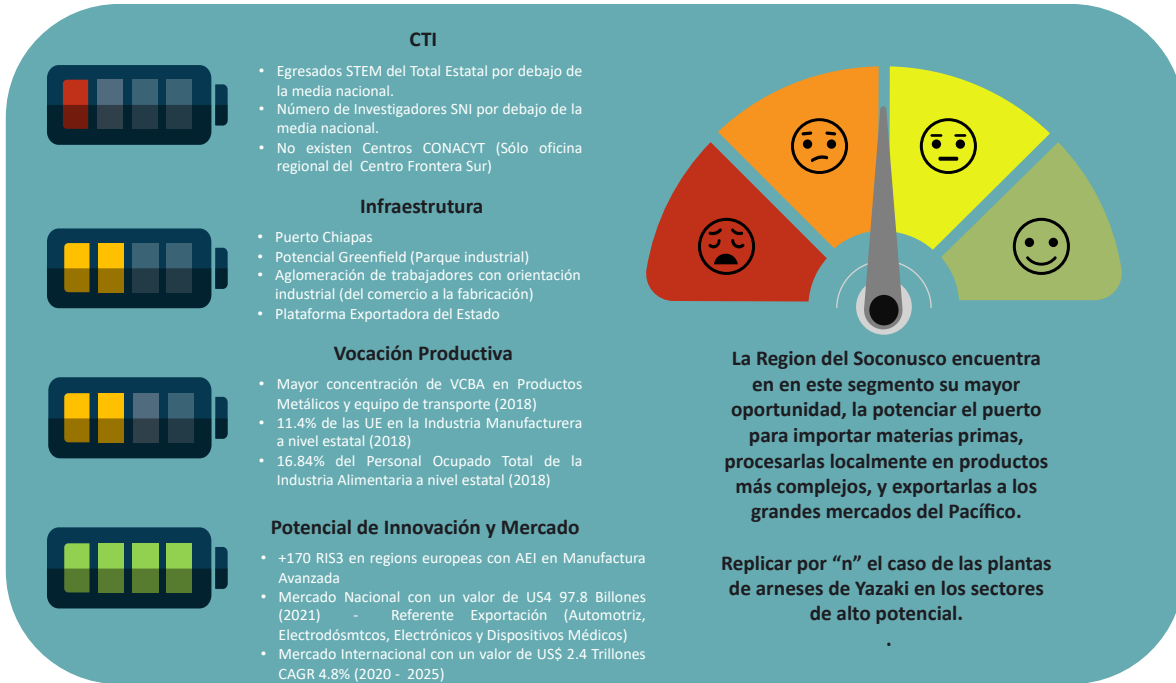 CTI
• Egresados STEM del Total Estatal por debajo de
la media nacional.
• Número de Investigadores SNI por debajo de la
media nacional.
• No existen Centros CONACYT (Sólo oficina
regional del Centro Frontera Sur)
Infraestrutura
• Puerto Chiapas
• Potencial Greenfield (Parque industrial)
• Aglomeración de trabajadores con orientación
industrial (del comercio a la fabricación)
• Plataforma Exportadora del Estado
Vocación Productiva
• Mayor concentración de VCBA en Productos
Metálicos y equipo de transporte (2018)
• 11.4% de las UE en la Industria Manufacturera
a nivel estatal (2018)
• 16.84% del Personal Ocupado Total de la
Industria Alimentaria a nivel estatal (2018)
Potencial de Innovación y Mercado
• +170 RIS3 en regions europeas con AEI en Manufactura
Avanzada
• Mercado Nacional con un valor de US4 97.8 Billones
(2021) - Referente Exportación (Automotriz,
Electrodósmtcos, Electrónicos y Dispositivos Médicos)
• Mercado Internacional con un valor de US$ 2.4 Trillones
CAGR 4.8% (2020 - 2025)
La Region del Soconusco encuentra
en en este segmento su mayor
oportunidad, la potenciar el puerto
para importar materias primas,
procesarlas localmente en productos
más complejos, y exportarlas a los
grandes mercados del Pacífico.
Replicar por “n” el caso de las plantas
de arneses de Yazaki en los sectores
de alto potencial.
.